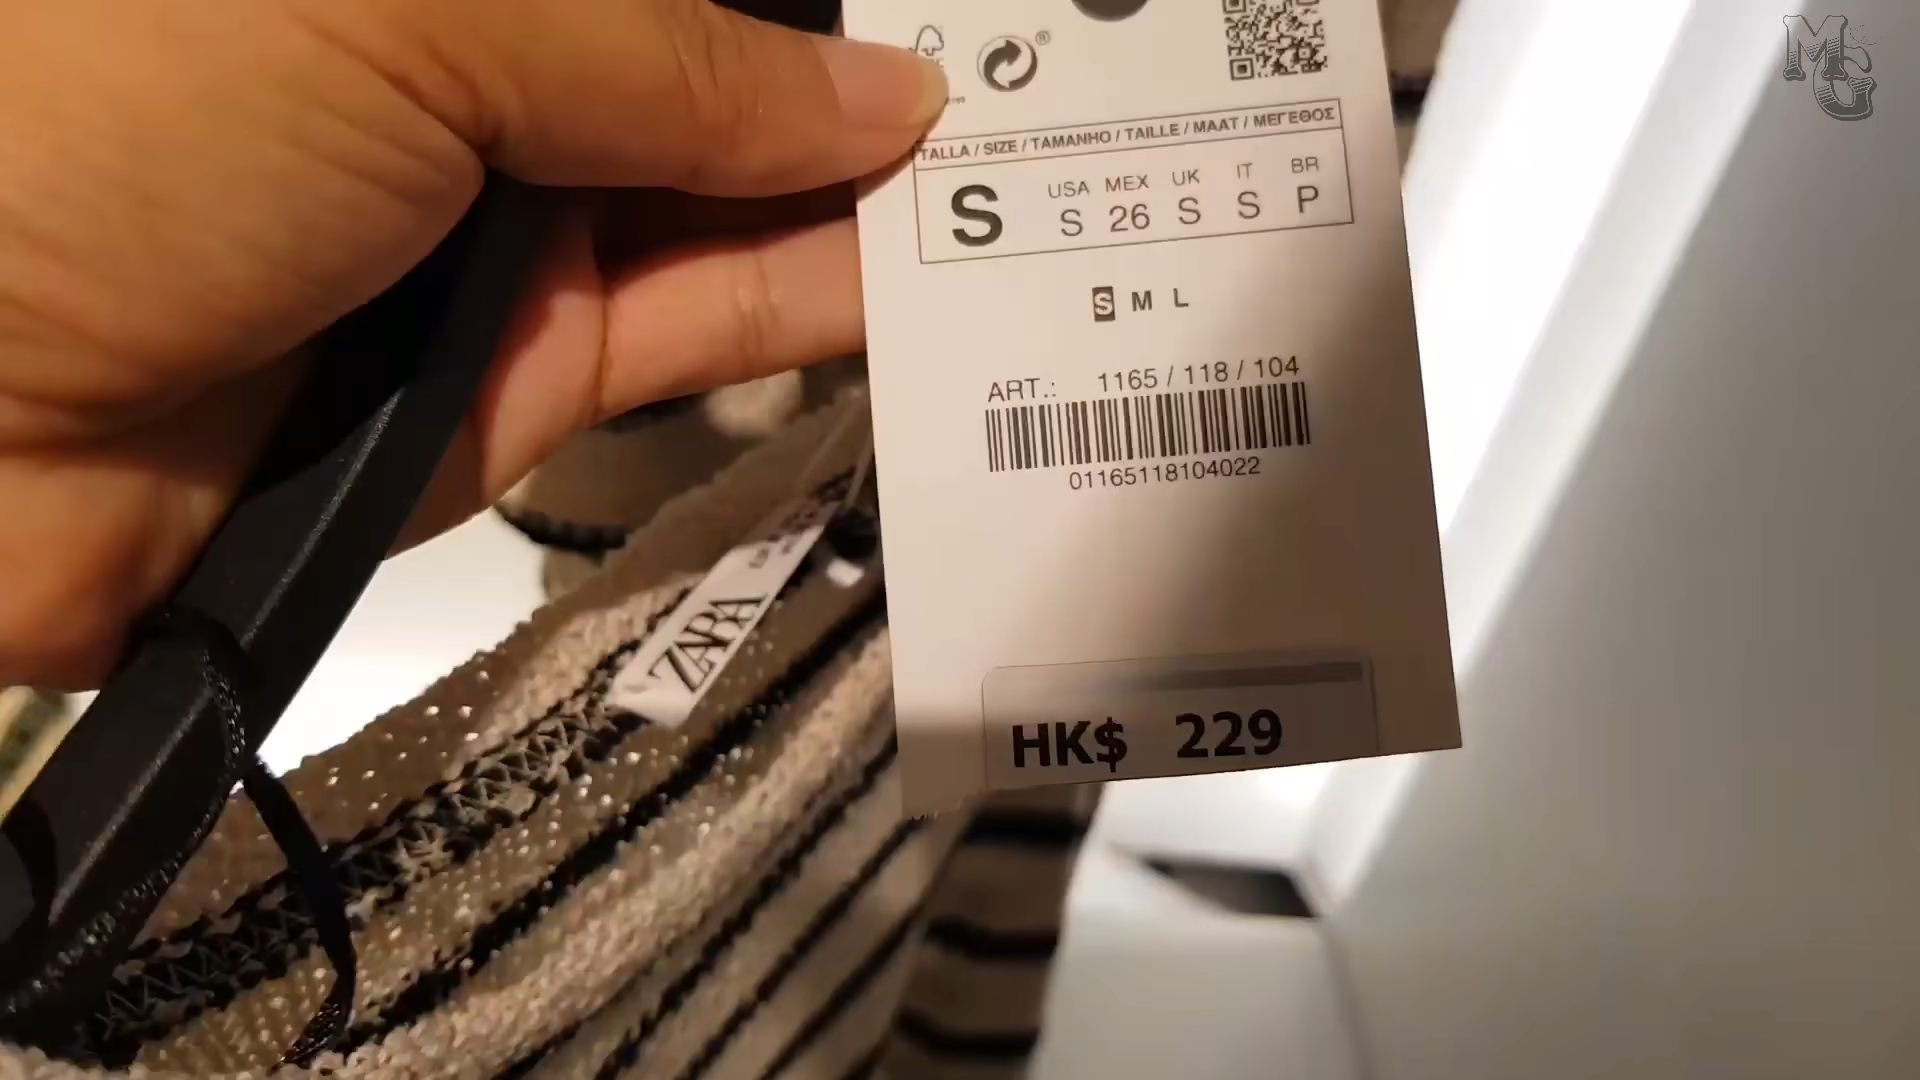 M&G
TALLA / SIZE / TAMANHO / TAILLE / MAAT / ΜΕΓΕΘΟΣ
USA MEX UK IT BR
S S 26 S S P
S M L
ART.: 1165 / 118 / 104
01165118104022
ZARA
HK$ 229